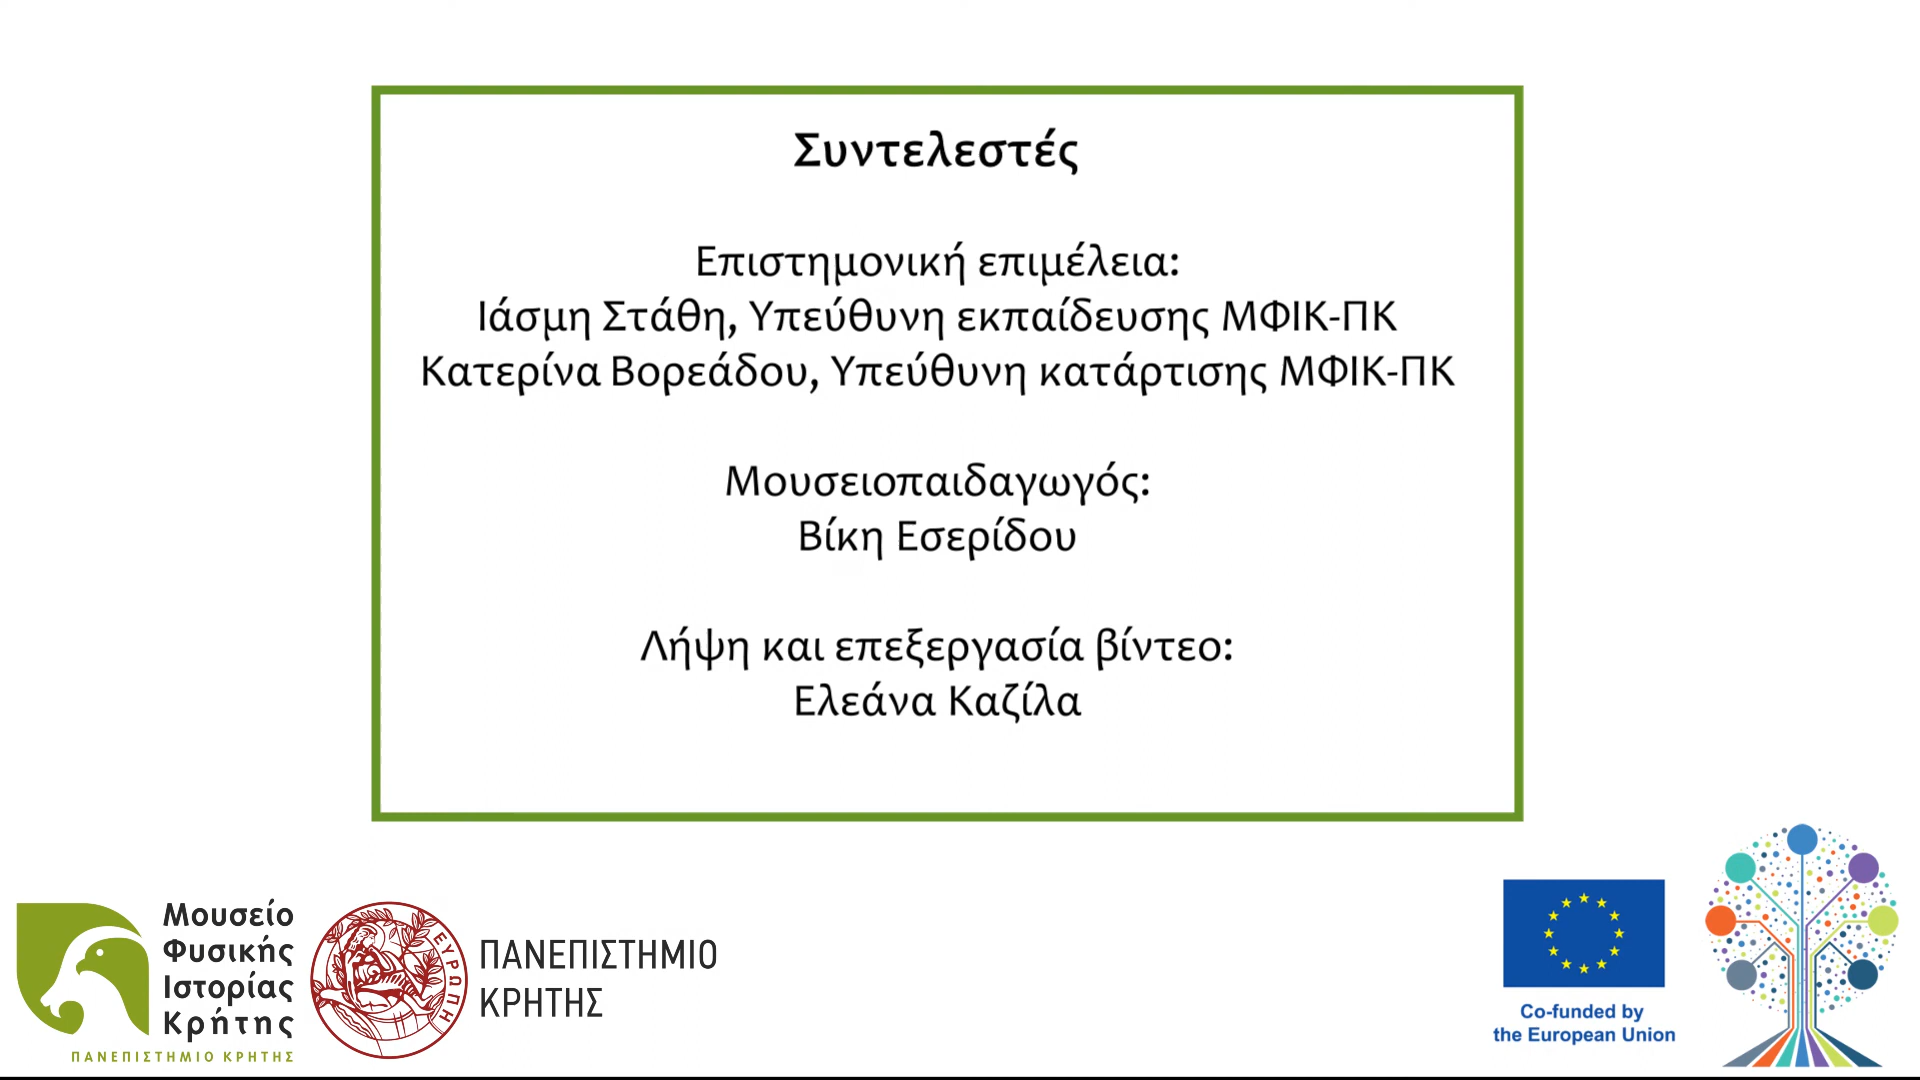 Συντελεστές
Επιστημονική επιμέλεια:
Ιάσμη Στάθη, Υπεύθυνη εκπαίδευσης ΜΦΙΚ-ΠΚ
Κατερίνα Βορεάδου, Υπεύθυνη κατάρτισης ΜΦΙΚ-ΠΚ
Μουσειοπαιδαγωγός:
Βίκη Εσερίδου
Λήψη και επεξεργασία βίντεο:
Ελεάνα Καζίλα
Μουσείο
Φυσικής
Ιστορίας
Κρήτης
ΠΑΝΕΠΙΣΤΗΜΙΟ ΚΡΗΤΗΣ
ΕΥΡΩΠΗ
ΠΑΝΕΠΙΣΤΗΜΙΟ
ΚΡΗΤΗΣ
Co-funded by
the European Union